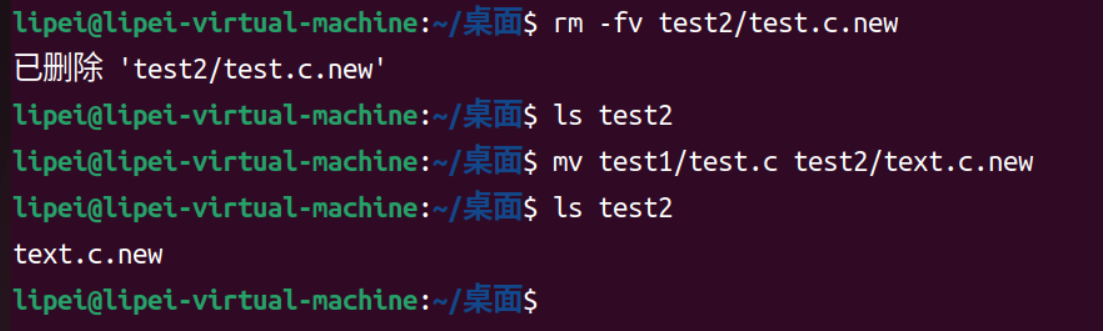 lipei@lipei-virtual-machine:~/桌面$ rm -fv test2/test.c.new
已删除 'test2/test.c.new'
lipei@lipei-virtual-machine:~/桌面$ ls test2
lipei@lipei-virtual-machine:~/桌面$ mv test1/test.c test2/text.c.new
lipei@lipei-virtual-machine:~/桌面$ ls test2
text.c.new
lipei@lipei-virtual-machine:~/桌面$